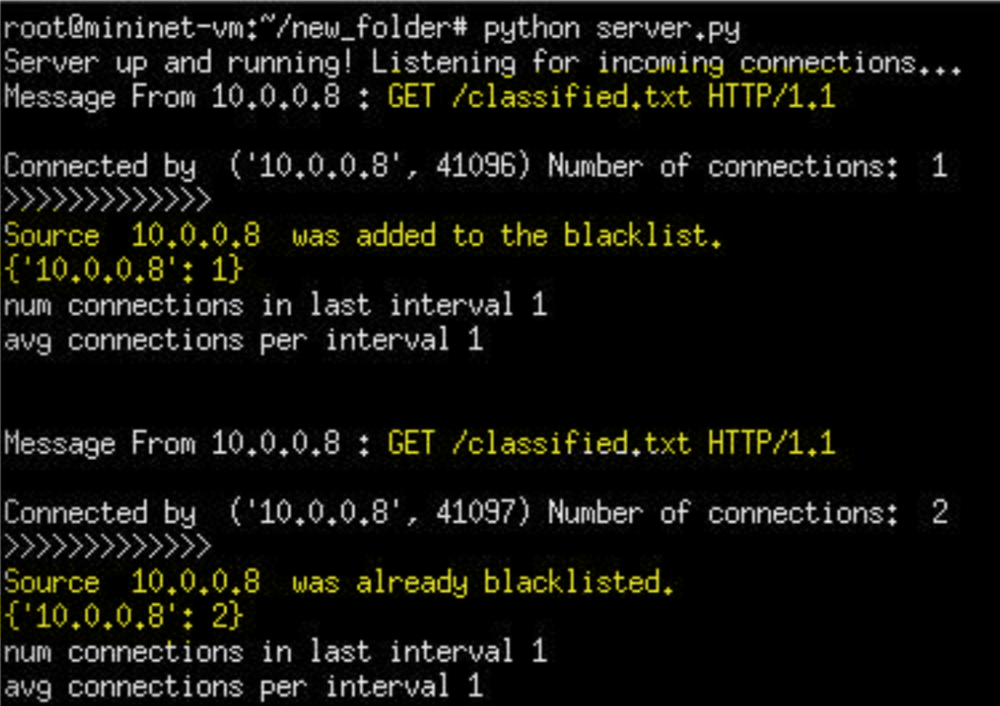 root@mininet-vm:~/new_folder# python server.py
Server up and running! Listening for incoming connections...
Message From 10.0.0.8 : GET /classified.txt HTTP/1.1
Connected by  ('10.0.0.8', 41096) Number of connections:  1
>>>>>>>>>>>>>
Source  10.0.0.8  was added to the blacklist.
{'10.0.0.8': 1}
num connections in last interval 1
avg connections per interval 1
Message From 10.0.0.8 : GET /classified.txt HTTP/1.1
Connected by  ('10.0.0.8', 41097) Number of connections:  2
>>>>>>>>>>>>>
Source  10.0.0.8  was already blacklisted.
{'10.0.0.8': 2}
num connections in last interval 1
avg connections per interval 1